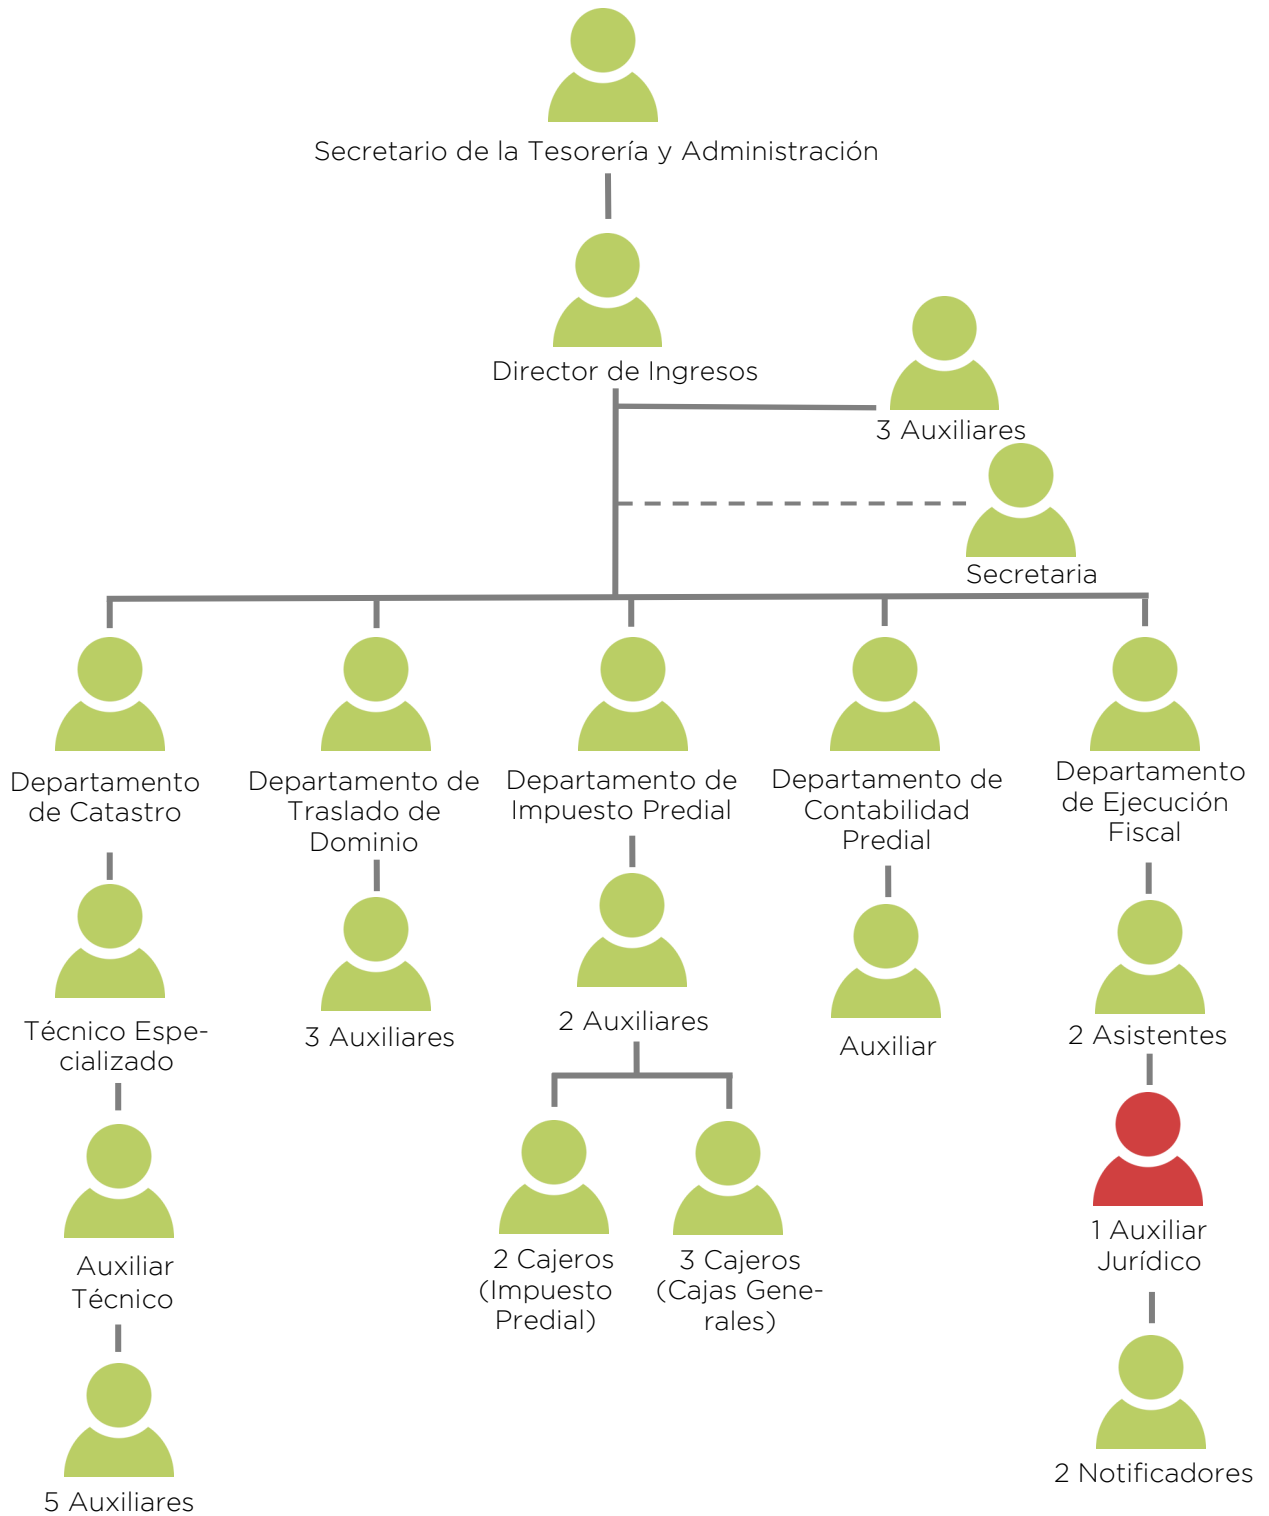 Secretario de la Tesorería y Administración
Director de Ingresos
3 Auxiliares
Secretaria
Departamento
de Catastro
Departamento de
Traslado de
Dominio
Departamento de
Impuesto Predial
Departamento de
Contabilidad
Predial
Departamento
de Ejecución
Fiscal
Técnico Espe-
cializado
3 Auxiliares
2 Auxiliares
Auxiliar
2 Asistentes
Auxiliar
Técnico
2 Cajeros
(Impuesto
Predial)
3 Cajeros
(Cajas Gene-
rales)
1 Auxiliar
Jurídico
5 Auxiliares
2 Notificadores